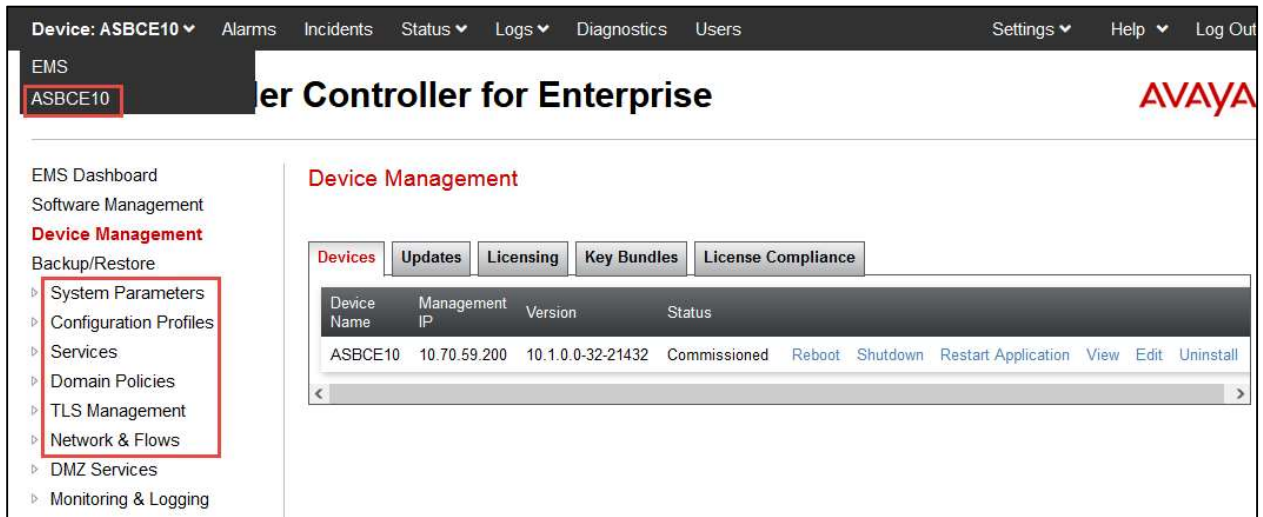 Device: ASBCE10 Alarms Incidents Status Logs Diagnostics Users Settings Help Log Out
EMS
ASBCE10
er Controller for Enterprise
AVAYA
EMS Dashboard
Software Management
Device Management
Backup/Restore
System Parameters
Configuration Profiles
Services
Domain Policies
TLS Management
Network & Flows
DMZ Services
Monitoring & Logging
Device Management
Devices Updates Licensing Key Bundles License Compliance
Device Name Management IP Version Status
ASBCE10 10.70.59.200 10.1.0.0-32-21432 Commissioned Reboot Shutdown Restart Application View Edit Uninstall